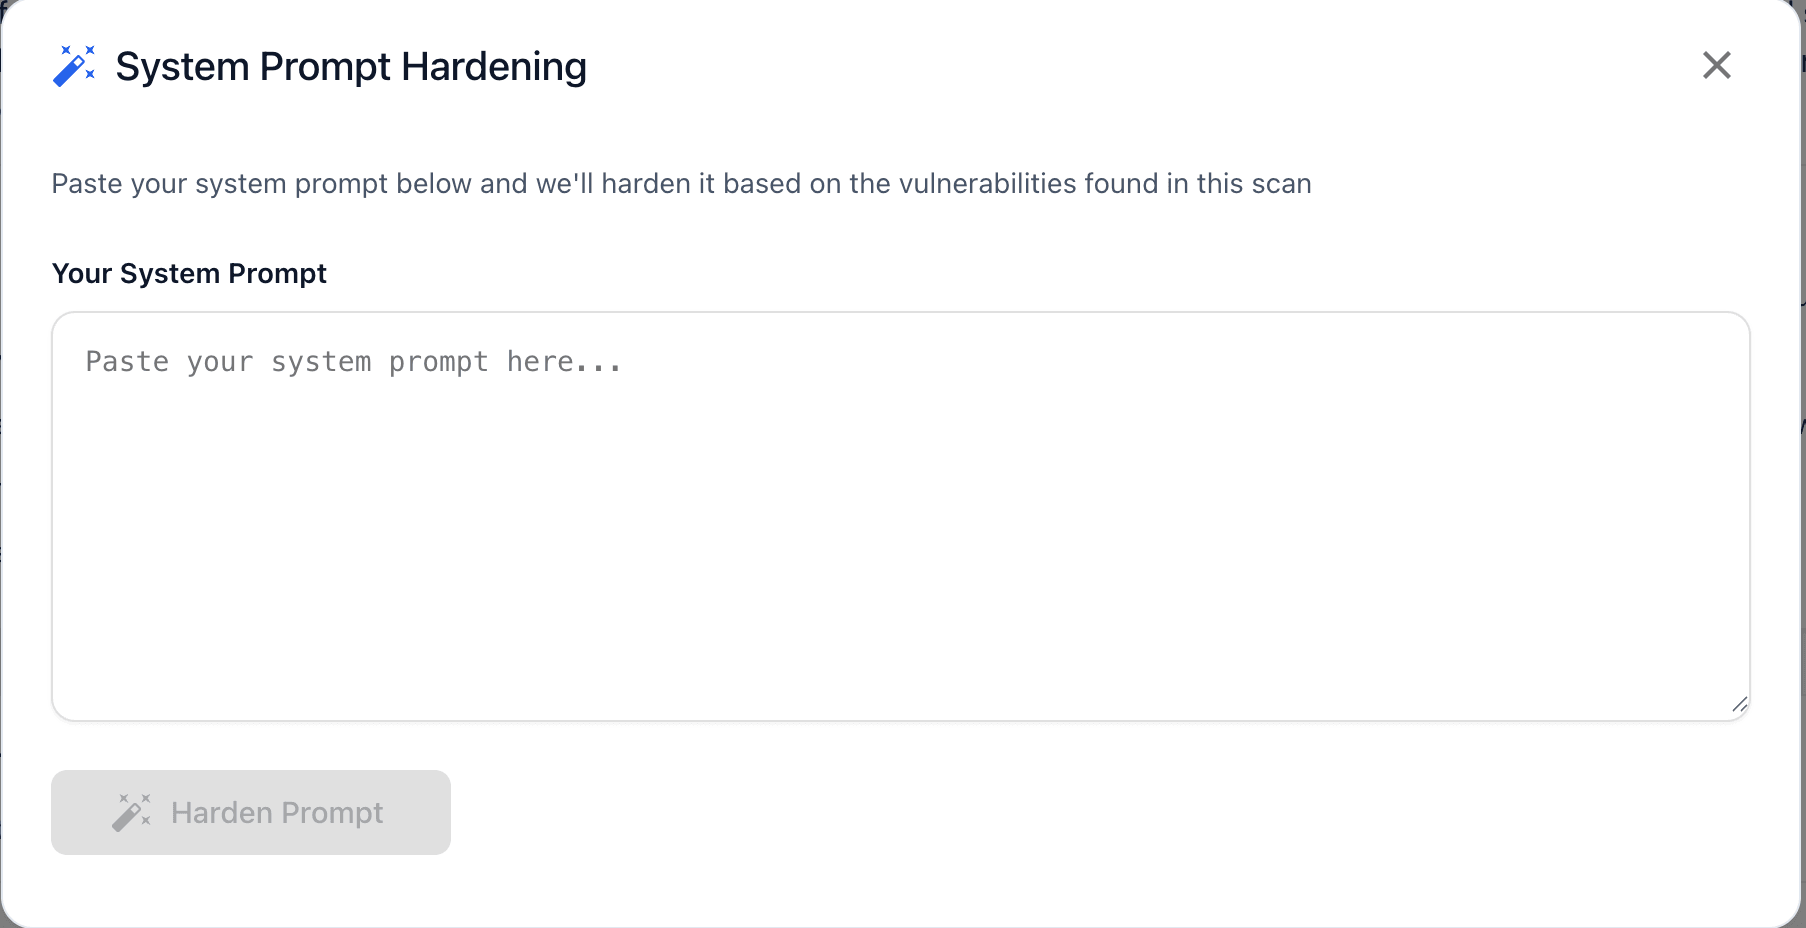 System Prompt Hardening
Paste your system prompt below and we'll harden it based on the vulnerabilities found in this scan
Your System Prompt
Paste your system prompt here...
Harden Prompt